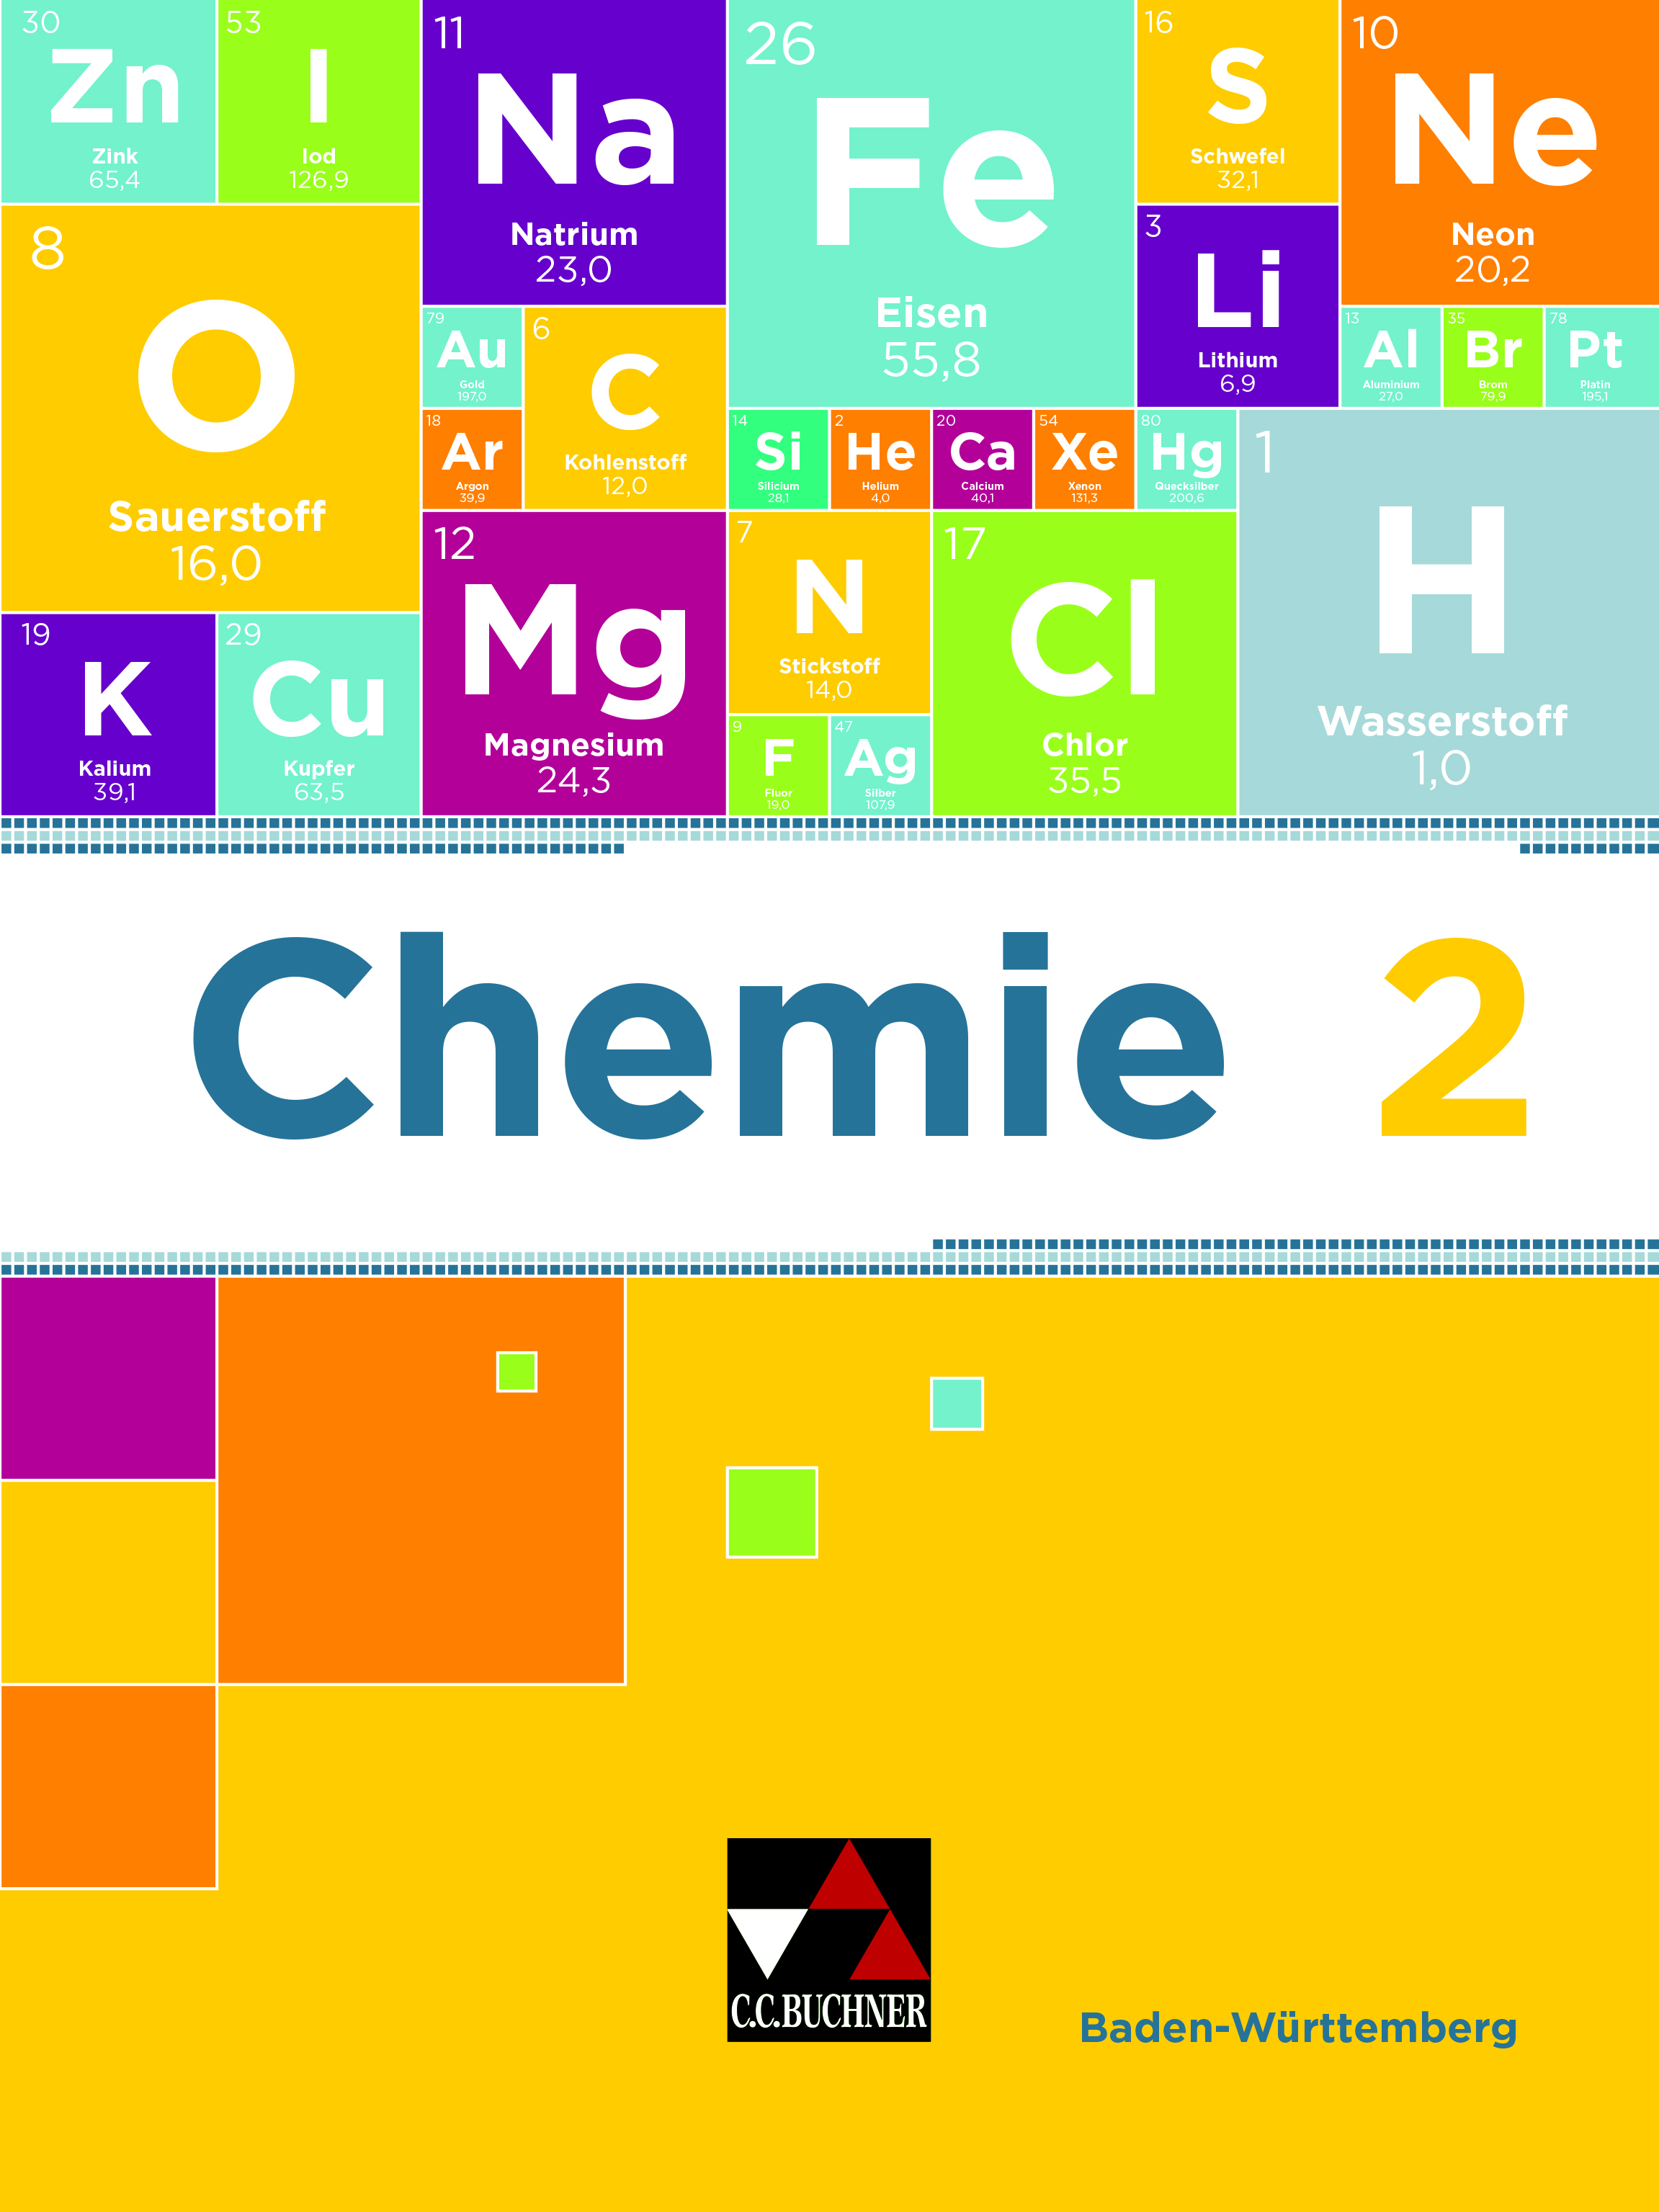 30
Zn
Zink
65,4
53
I
Iod
126,9
11
Na
Natrium
23,0
26
Fe
Eisen
55,8
16
S
Schwefel
32,1
10
Ne
Neon
20,2
8
O
Sauerstoff
16,0
3
Li
Lithium
6,9
79
Au
Gold
197,0
6
C
Kohlenstoff
12,0
13
Al
Aluminium
27,0
35
Br
Brom
79,9
78
Pt
Platin
195,1
18
Ar
Argon
39,9
14
Si
Silicium
28,1
2
He
Helium
4,0
20
Ca
Calcium
40,1
54
Xe
Xenon
131,3
80
Hg
Quecksilber
200,6
1
H
Wasserstoff
1,0
12
Mg
Magnesium
24,3
7
N
Stickstoff
14,0
17
Cl
Chlor
35,5
19
K
Kalium
39,1
29
Cu
Kupfer
63,5
9
F
Fluor
19,0
47
Ag
Silber
107,9
Chemie 2
C.C.BUCHNER
Baden-Württemberg